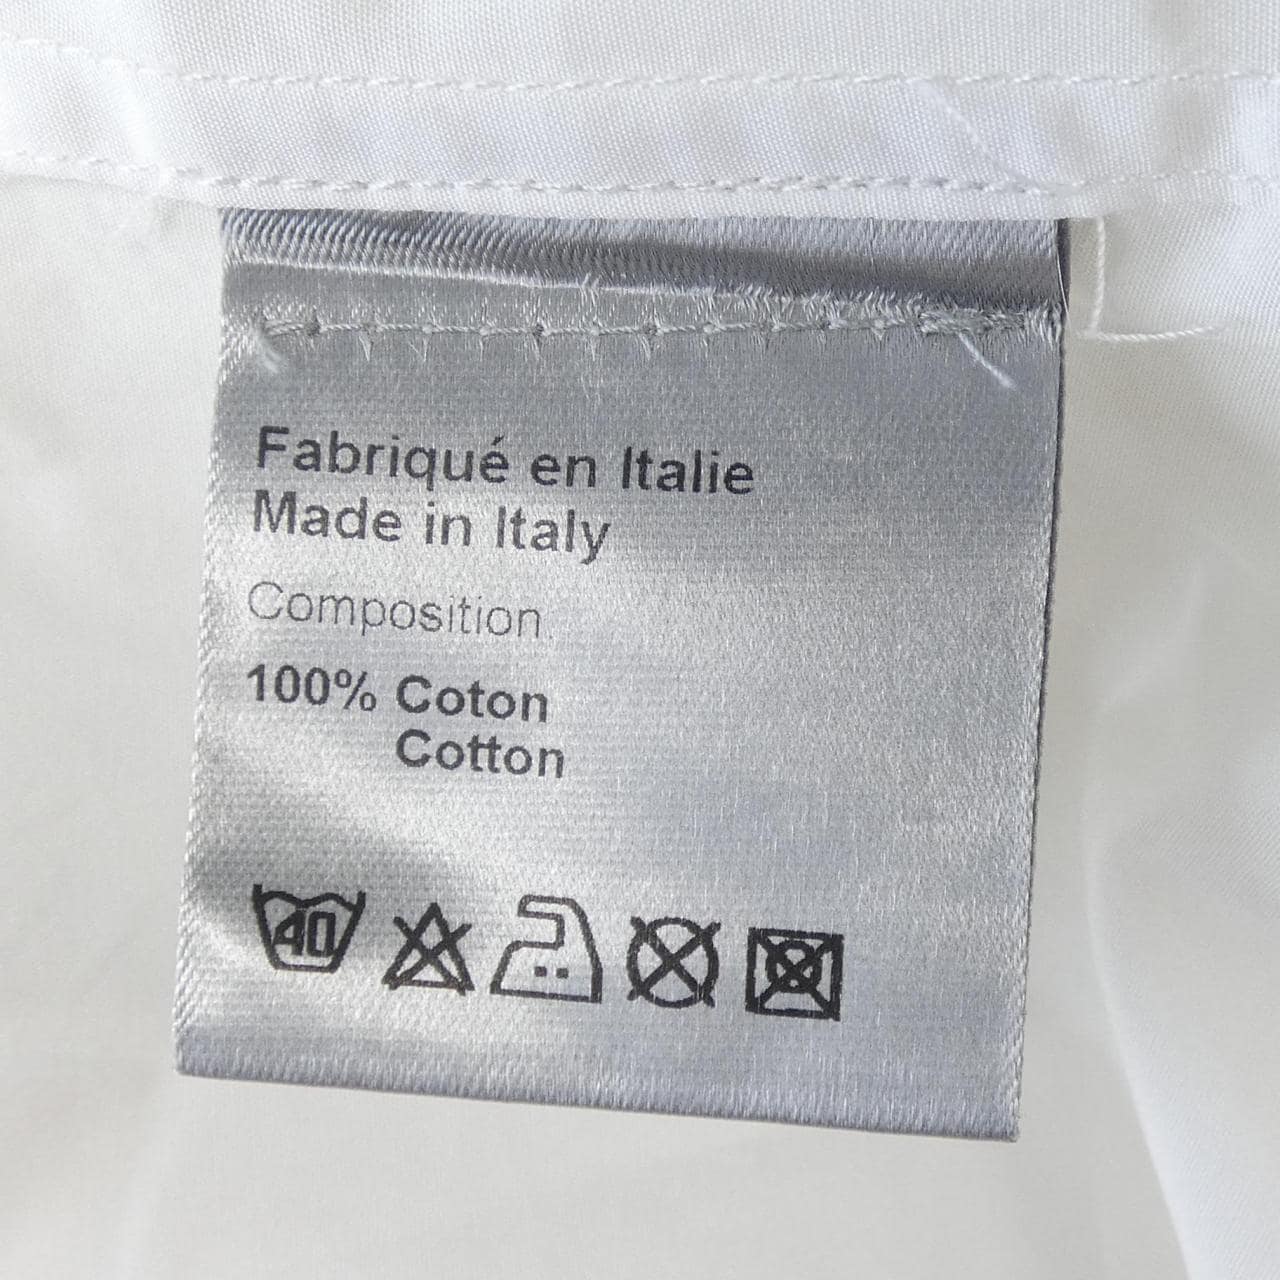 Fabriqué en Italie
Made in Italy
Composition
100% Coton
Cotton
40